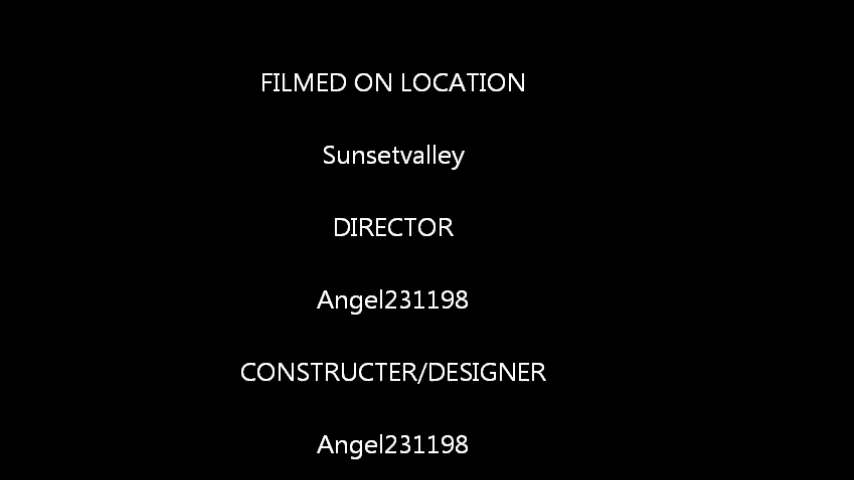 FILMED ON LOCATION
Sunsetvalley
DIRECTOR
Angel231198
CONSTRUCTER/DESIGNER
Angel231198